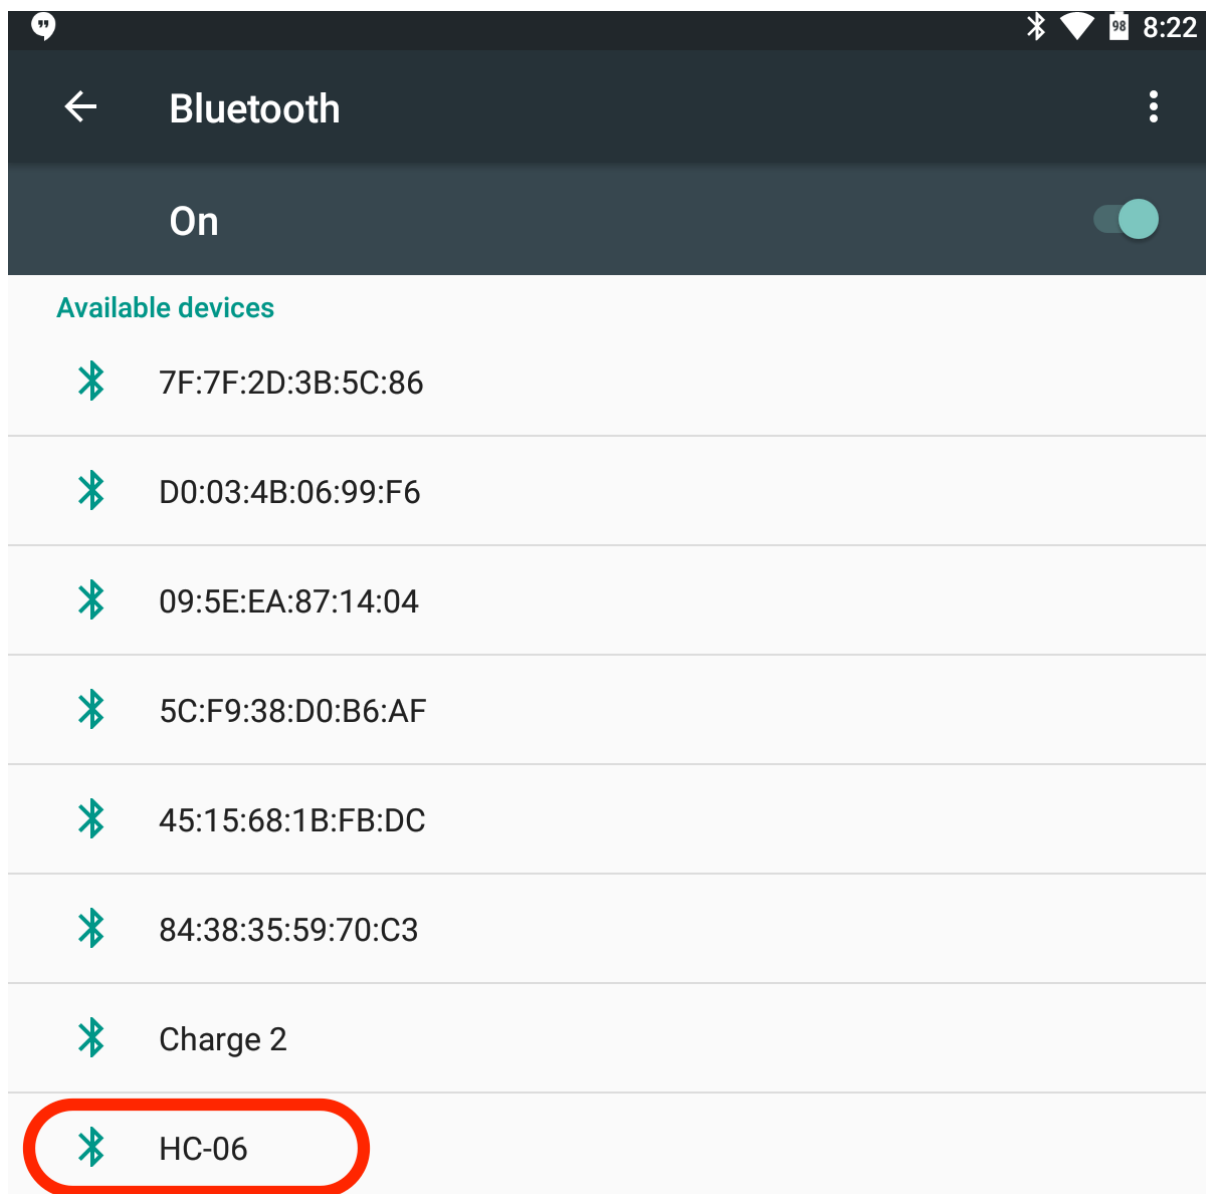 98 8:22
Bluetooth
On
Available devices
7F:7F:2D:3B:5C:86
D0:03:4B:06:99:F6
09:5E:EA:87:14:04
5C:F9:38:D0:B6:AF
45:15:68:1B:FB:DC
84:38:35:59:70:C3
Charge 2
HC-06